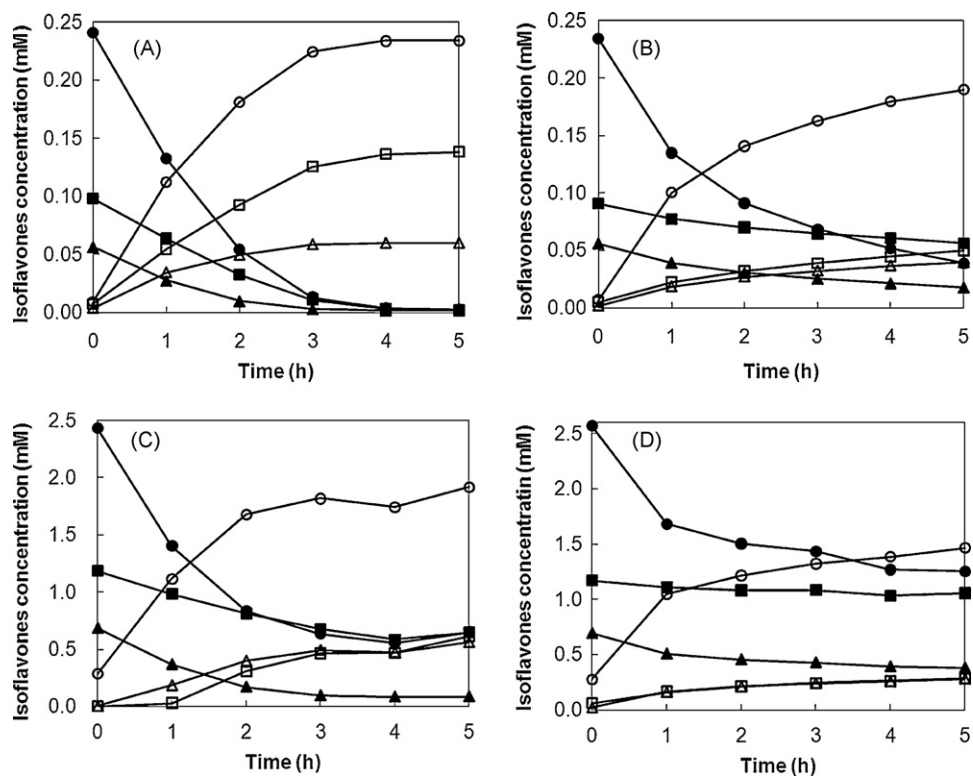 (A)
Isoflavones concentration (mM)
0.25
0.20
0.15
0.10
0.05
0.00
0 1 2 3 4 5
Time (h)
(B)
Isoflavones concentration (mM)
0.25
0.20
0.15
0.10
0.05
0.00
0 1 2 3 4 5
Time (h)
(C)
Isoflavones concentration (mM)
2.5
2.0
1.5
1.0
0.5
0.0
0 1 2 3 4 5
Time (h)
(D)
Isoflavones concentratin (mM)
2.5
2.0
1.5
1.0
0.5
0.0
0 1 2 3 4 5
Time (h)